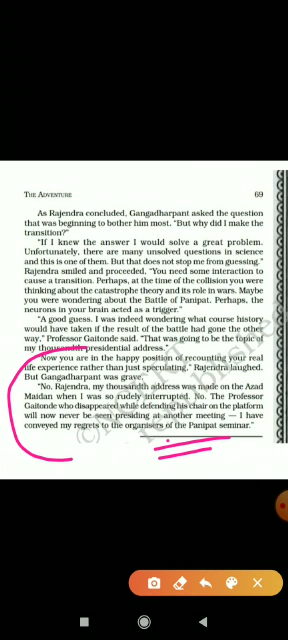 THE ADVENTURE 69
As Rajendra concluded, Gangadharpant asked the question
that was beginning to bother him most. "But why did I make the
transition?"
"If I knew the answer I would solve a great problem.
Unfortunately, there are many unsolved questions in science
and this is one of them. But that does not stop me from guessing."
Rajendra smiled and proceeded, "You need some interaction to
cause a transition. Perhaps, at the time of the collision you were
thinking about the catastrophe theory and its role in wars. Maybe
you were wondering about the Battle of Panipat. Perhaps, the
neurons in your brain acted as a trigger."
"A good guess. I was indeed wondering what course history
would have taken if the result of the battle had gone the other
way," Professor Gaitonde said. "That was going to be the topic of
my thousandth presidential address."
"Now you are in the happy position of recounting your real
life experience rather than just speculating," Rajendra laughed.
But Gangadharpant was grave.
"No, Rajendra, my thousandth address was made on the Azad
Maidan when I was so rudely interrupted. No. The Professor
Gaitonde who disappeared while defending his chair on the platform
will now never be seen presiding at another meeting — I have
conveyed my regrets to the organisers of the Panipat seminar."